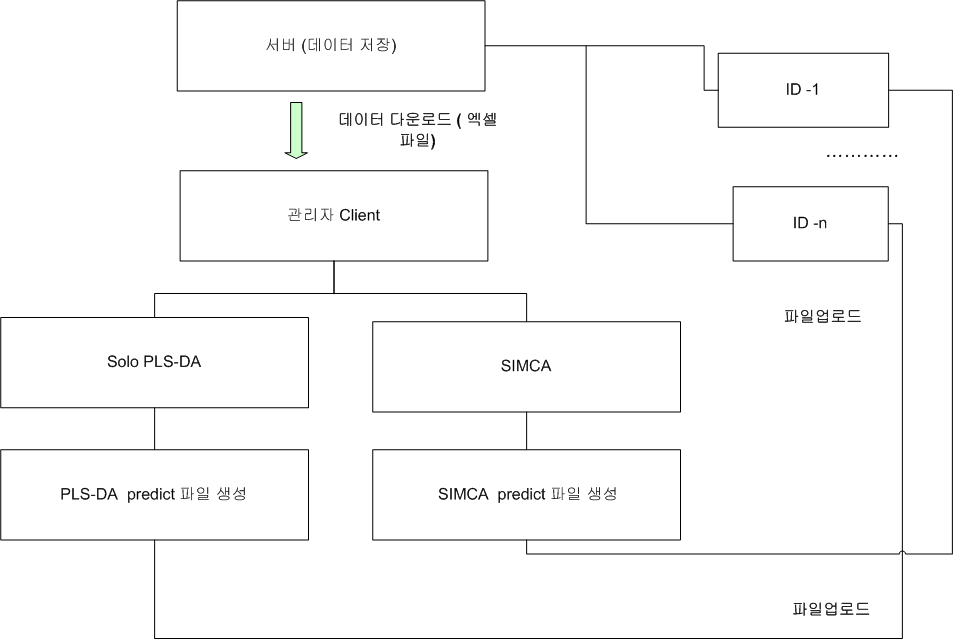 서버 (데이터 저장)
ID -1
데이터 다운로드 ( 엑셀
파일)
…………
관리자 Client
ID -n
파일업로드
Solo PLS-DA
SIMCA
PLS-DA predict 파일 생성
SIMCA predict 파일 생성
파일업로드